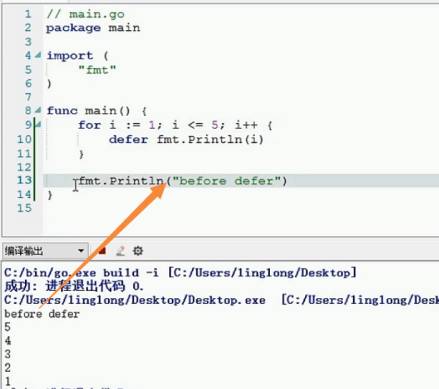 1 // main.go
2 package main
3
4 import (
5 "fmt"
6 )
7
8 func main() {
9 for i := 1; i <= 5; i++ {
10 defer fmt.Println(i)
11 }
12
13 fmt.Println("before defer")
14 }
15
编译输出
C:/bin/go.exe build -i [C:/Users/linglong/Desktop]
成功: 进程退出代码 0.
C:/Users/linglong/Desktop/Desktop.exe [C:/Users/linglong/Desk
before defer
5
4
3
2
1